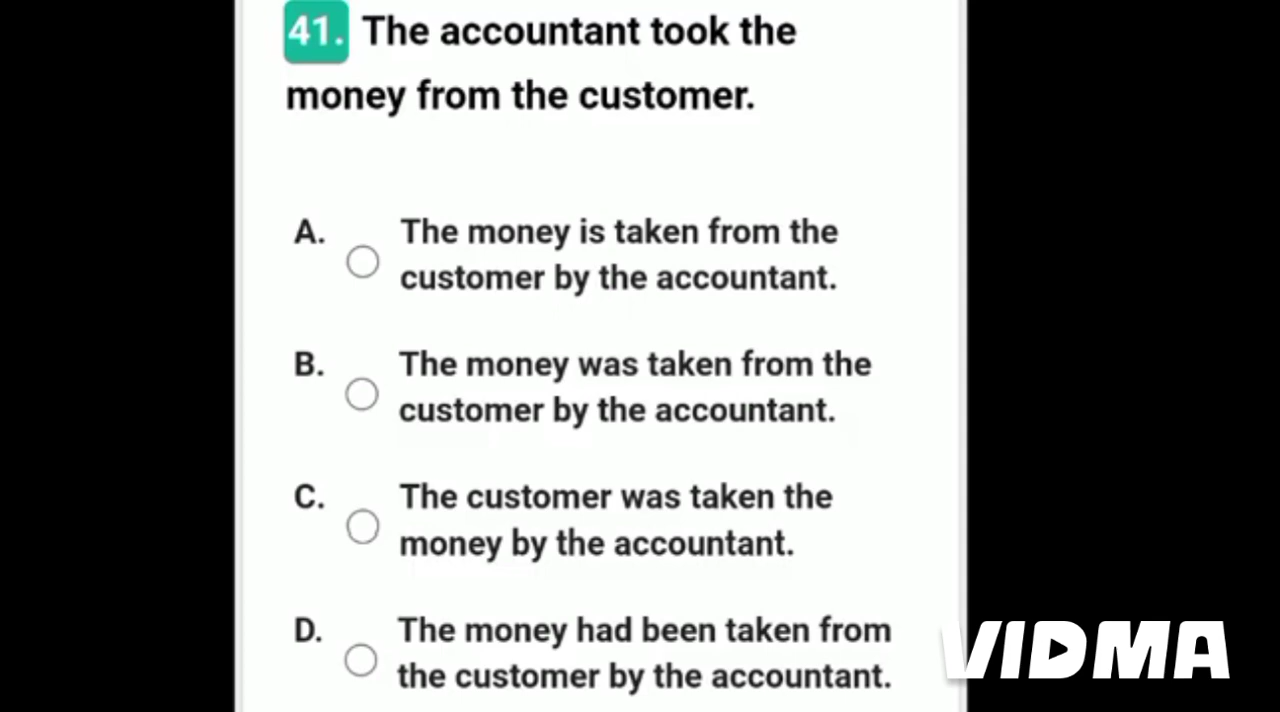 41. The accountant took the
money from the customer.
A. The money is taken from the
customer by the accountant.
B. The money was taken from the
customer by the accountant.
C. The customer was taken the
money by the accountant.
D. The money had been taken from
the customer by the accountant.
VIDMA